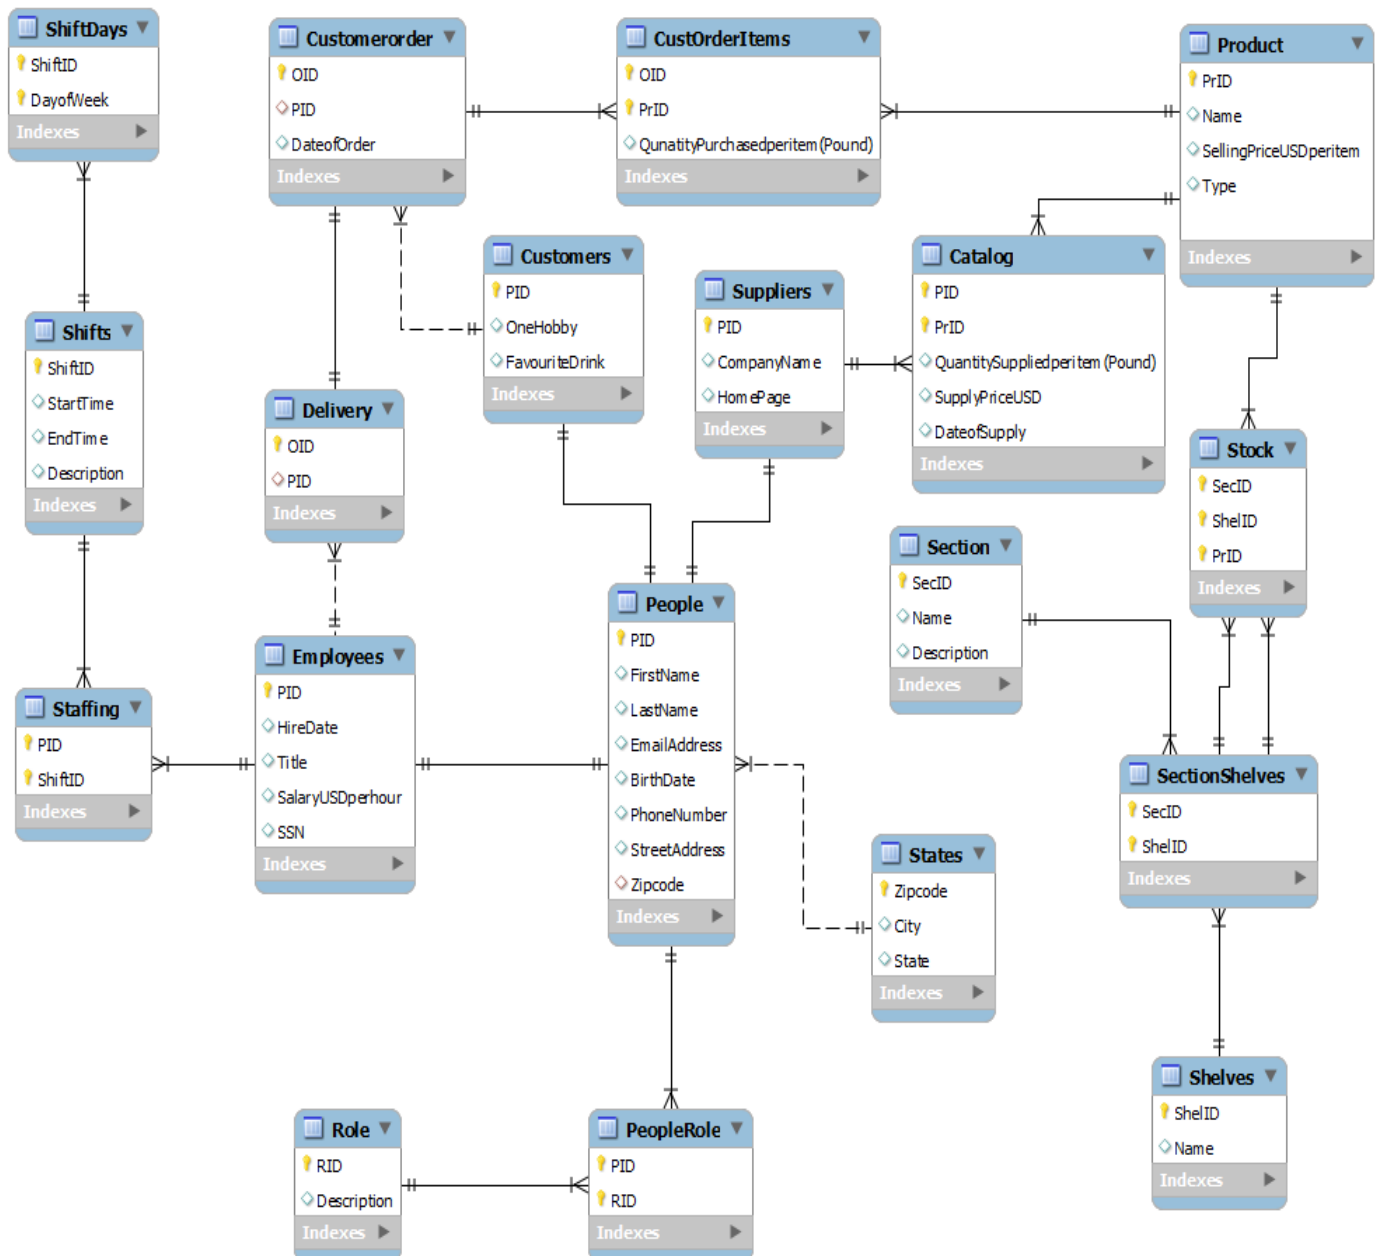 ShiftDays
ShiftID
DayofWeek
Indexes
Customerorder
OID
PID
DateofOrder
Indexes
CustOrderItems
OID
PrID
QunatityPurchasedperitem(Pound)
Indexes
Product
PrID
Name
SellingPriceUSDperitem
Type
Indexes
Customers
PID
OneHobby
FavouriteDrink
Indexes
Suppliers
PID
CompanyName
HomePage
Indexes
Catalog
PID
PrID
QuantitySuppliedperitem(Pound)
SupplyPriceUSD
DateofSupply
Indexes
Shifts
ShiftID
StartTime
EndTime
Description
Indexes
Delivery
OID
PID
Indexes
Stock
SecID
ShelID
PrID
Indexes
Section
SecID
Name
Description
Indexes
People
PID
FirstName
LastName
EmailAddress
BirthDate
PhoneNumber
StreetAddress
Zipcode
Indexes
Employees
PID
HireDate
Title
SalaryUSDperhour
SSN
Indexes
Staffing
PID
ShiftID
Indexes
SectionShelves
SecID
ShelID
Indexes
States
Zipcode
City
State
Indexes
Shelves
ShelID
Name
Indexes
Role
RID
Description
Indexes
PeopleRole
PID
RID
Indexes